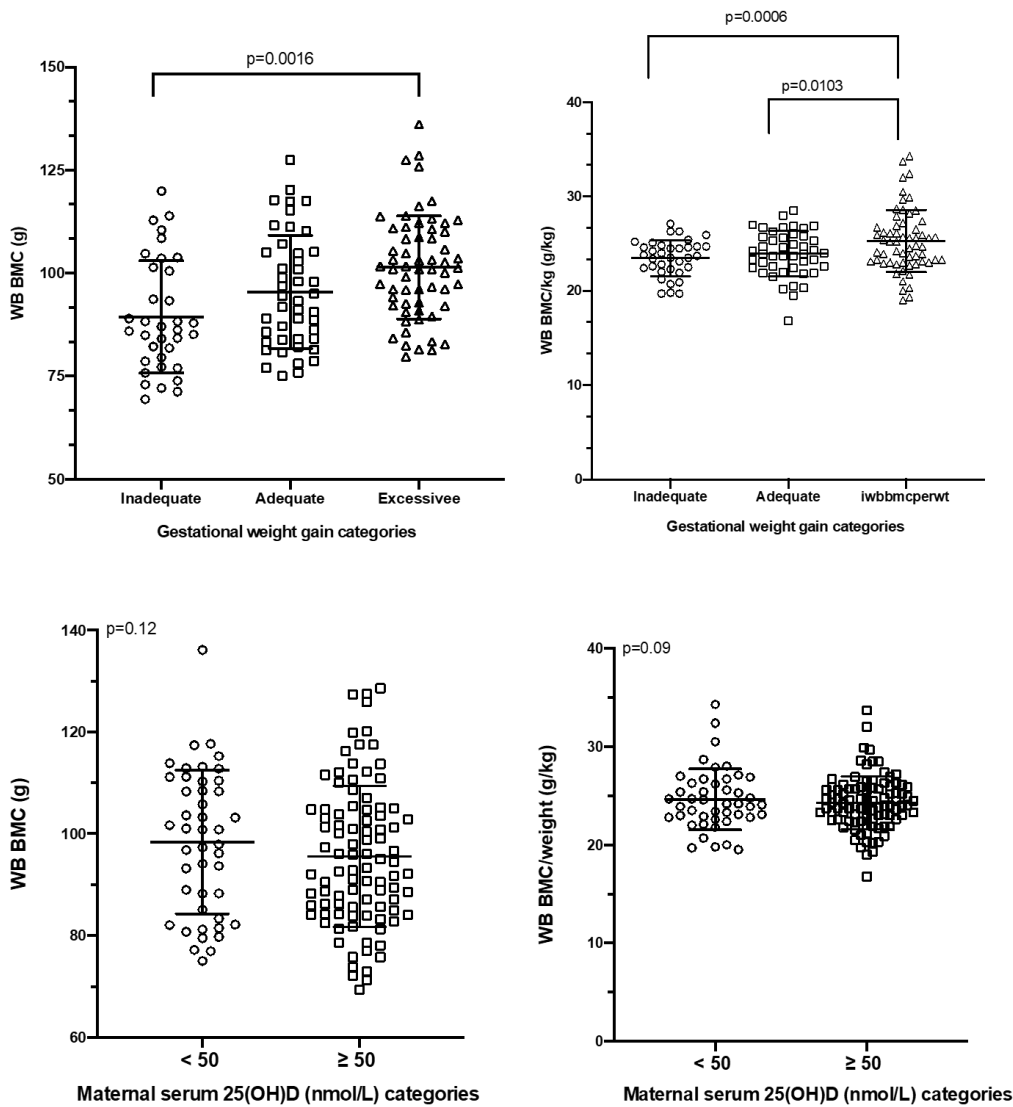 p=0.0016
150
125
100
75
50
WB BMC (g)
Inadequate
Adequate
Excessivee
Gestational weight gain categories
p=0.0006
p=0.0103
40
30
20
10
0
WB BMC/kg (g/kg)
Inadequate
Adequate
iwbbmcperwt
Gestational weight gain categories
p=0.12
140
120
100
80
60
WB BMC (g)
< 50
≥ 50
Maternal serum 25(OH)D (nmol/L) categories
p=0.09
40
30
20
10
0
WB BMC/weight (g/kg)
< 50
≥ 50
Maternal serum 25(OH)D (nmol/L) categories